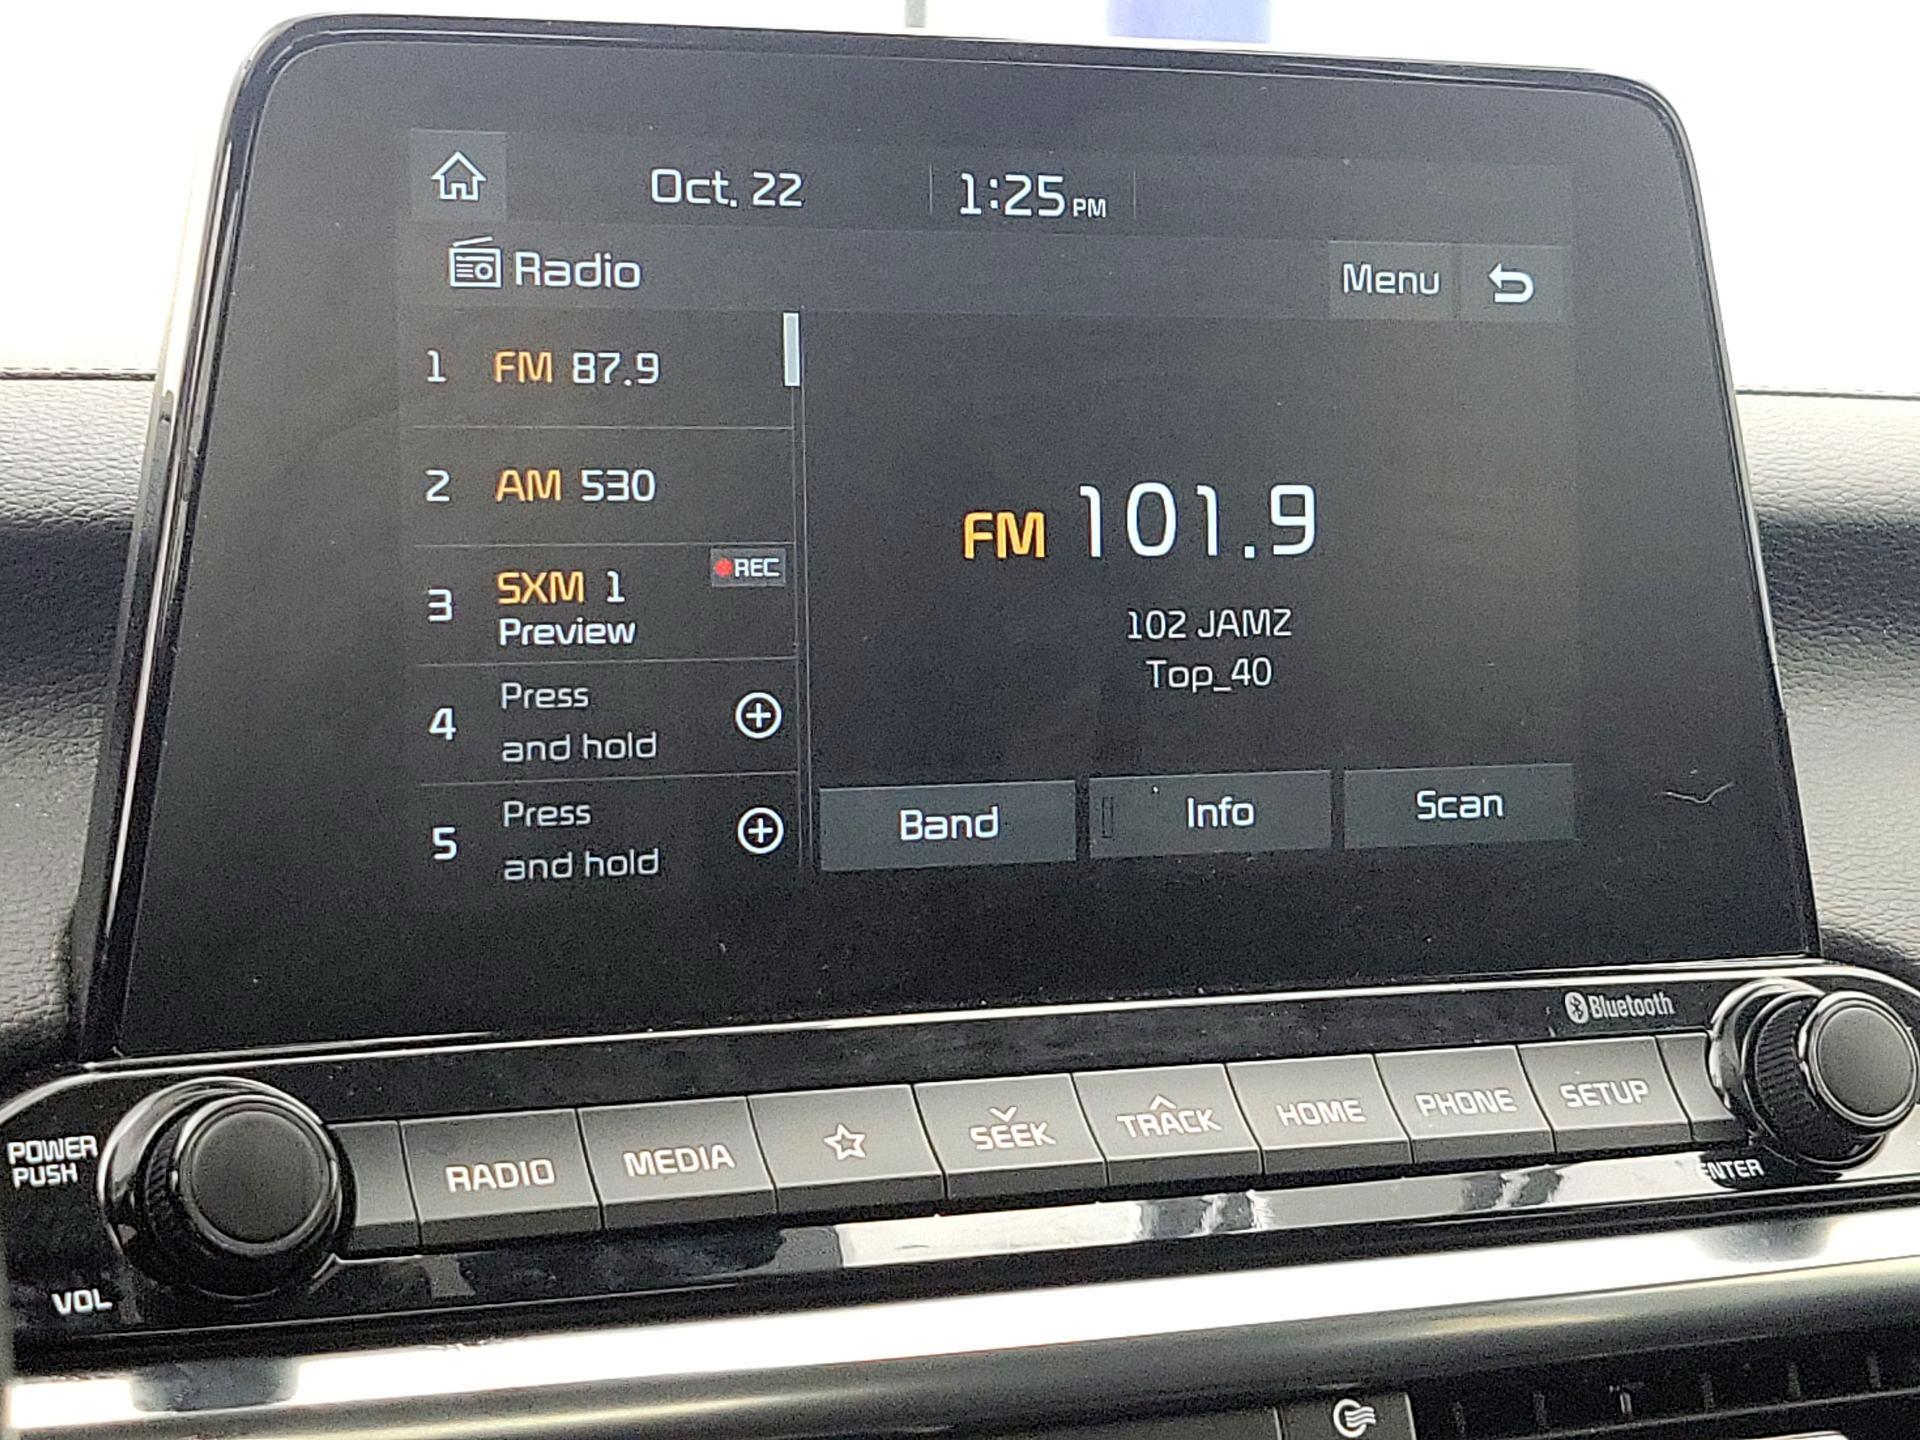 Oct. 22
1:25 PM
Radio
Menu
1 FM 87.9
2 AM 530
3 SXM 1
REC
Preview
4 Press
and hold
5 Press
and hold
FM 101.9
102 JAMZ
Top_40
Band
Info
Scan
Bluetooth
POWER
PUSH
VOL
RADIO
MEDIA
SEEK
TRACK
HOME
PHONE
SETUP
ENTER